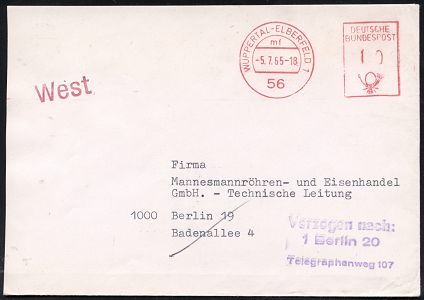 DEUTSCHE
BUNDESPOST
WUPPERTAL-ELBERFELD 1
mf
-5.7.65-18
56
West
Firma
Mannesmannröhren- und Eisenhandel
GmbH. - Technische Leitung
1000 Berlin 19
Badenallee 4
Verzogen nach:
1 Berlin 20
Telegraphenweg 107